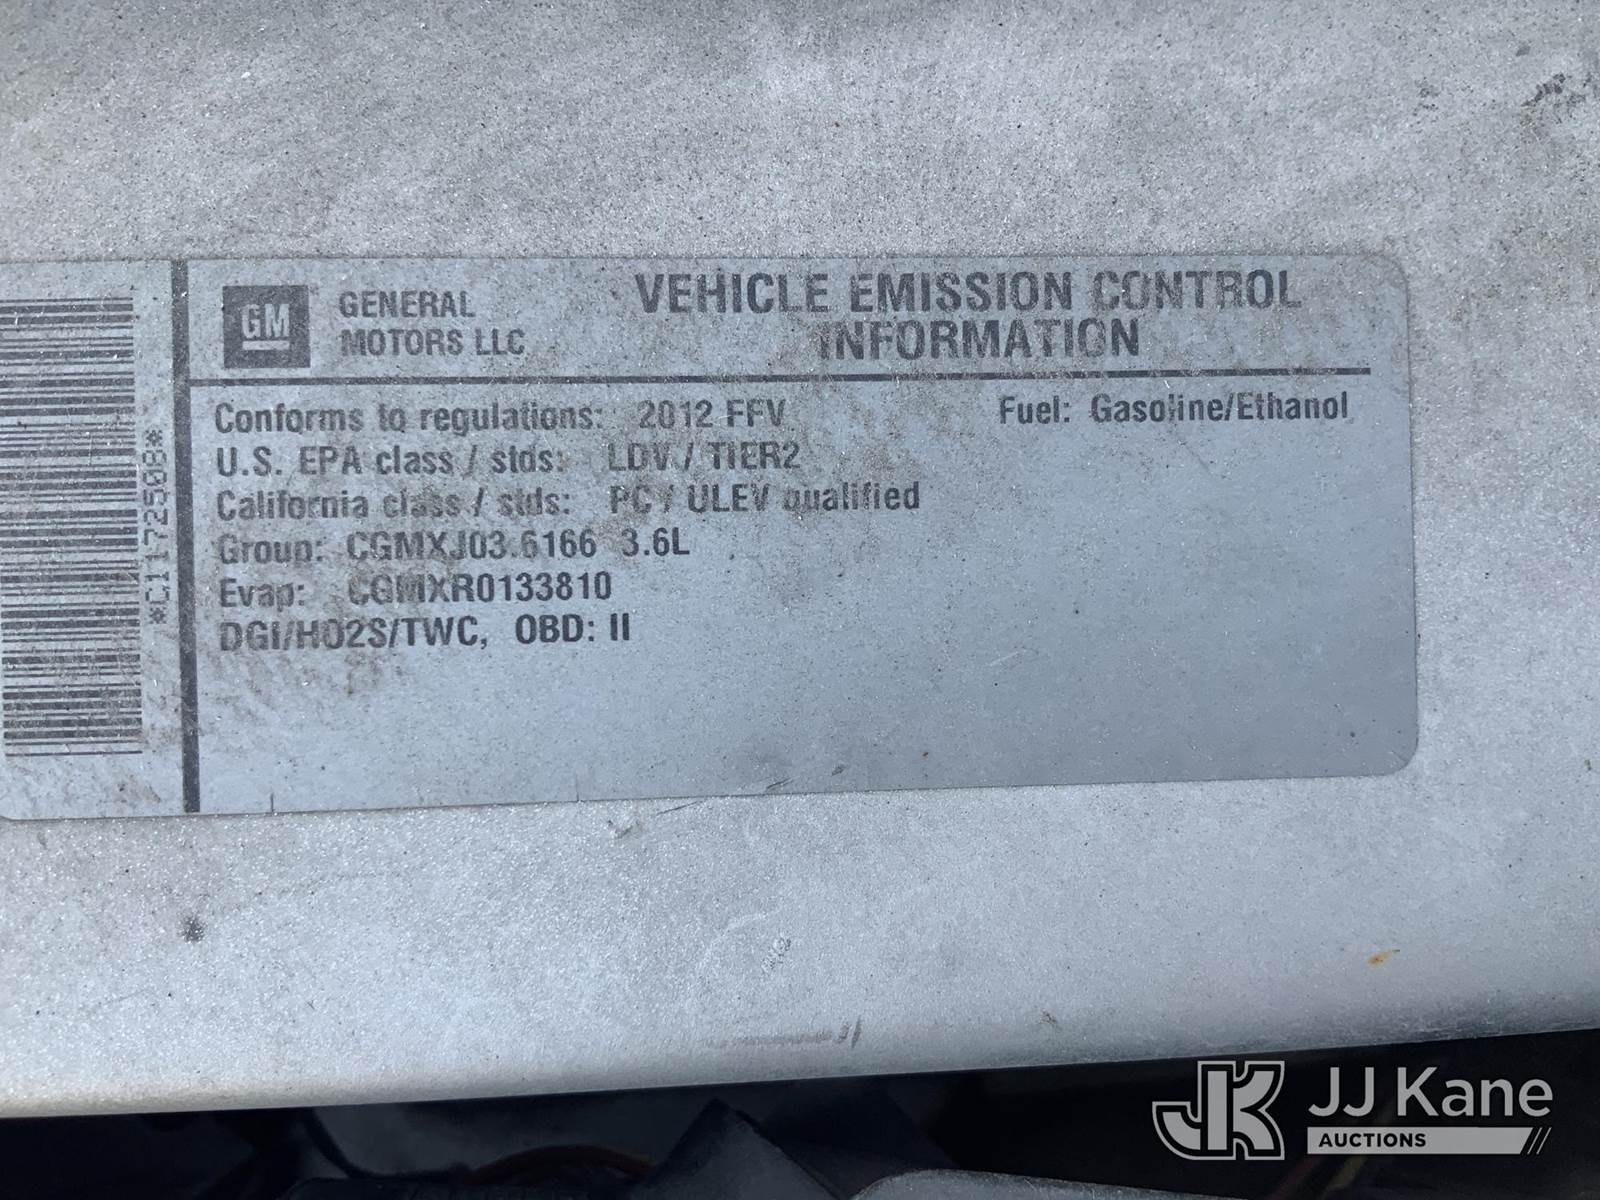 GM
GENERAL
MOTORS LLC
VEHICLE EMISSION CONTROL
INFORMATION
Conforms to regulations: 2012 FFV
Fuel: Gasoline/Ethanol
U.S. EPA class / stds: LDV / TIER2
California class / stds: PC / ULEV qualified
Group: CGMXJ03.6166 3.6L
Evap: CGMXR0133810
DGI/HO2S/TWC, OBD: II
*C11725508*
JK
JJ Kane
AUCTIONS